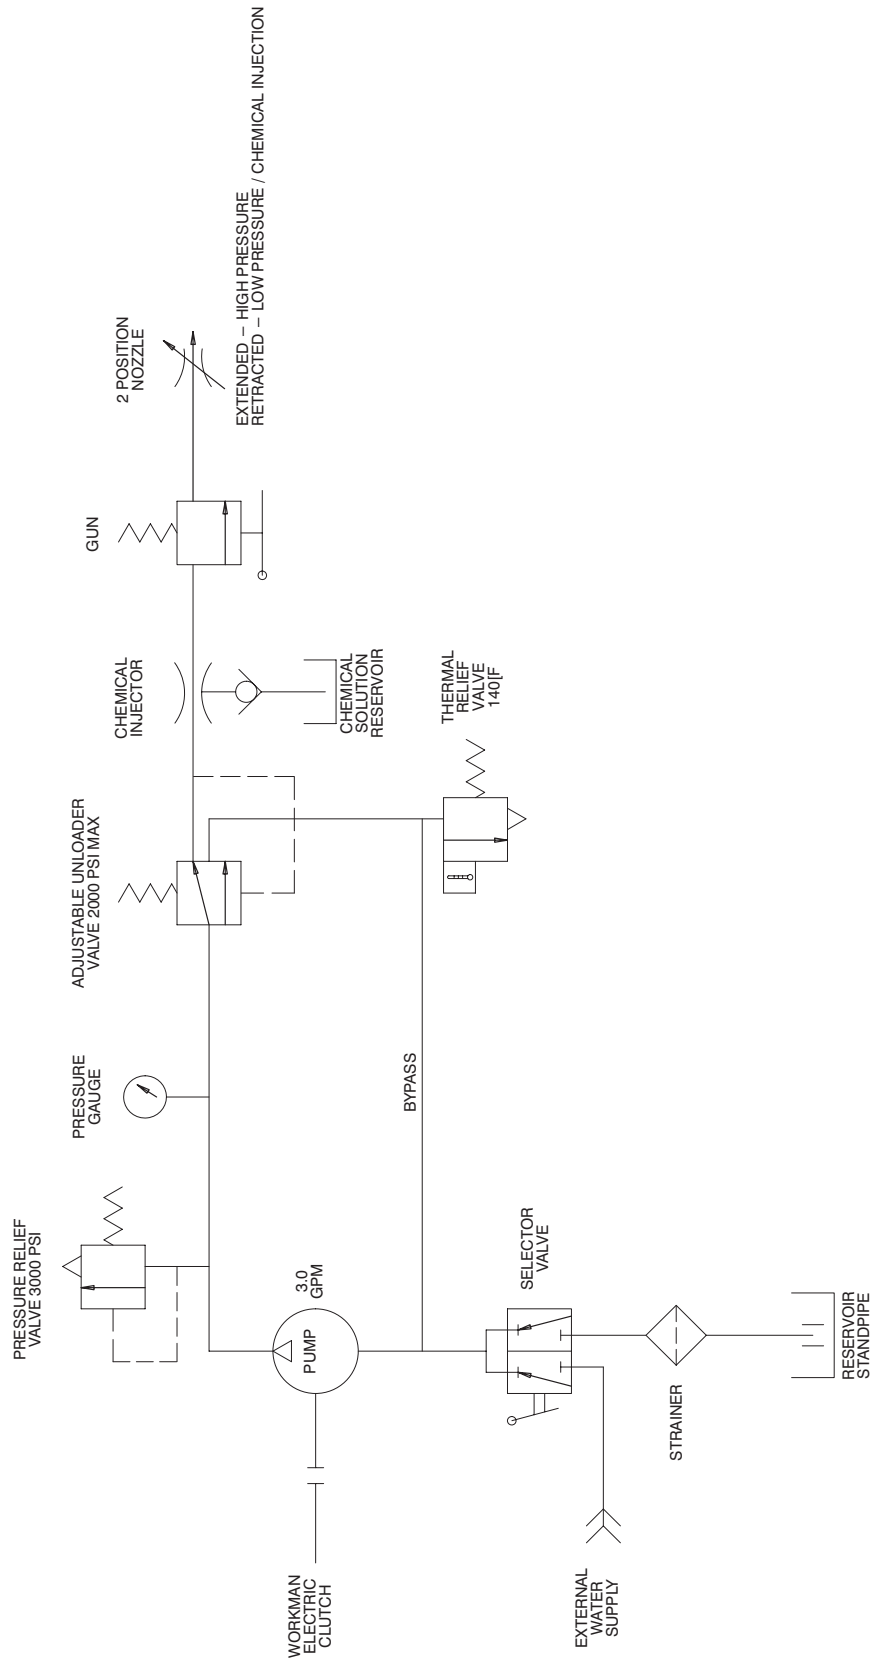 PRESSURE RELIEF
VALVE 3000 PSI
PRESSURE
GAUGE
ADJUSTABLE UNLOADER
VALVE 2000 PSI MAX
CHEMICAL
INJECTOR
GUN
2 POSITION
NOZZLE
EXTENDED – HIGH PRESSURE
RETRACTED – LOW PRESSURE / CHEMICAL INJECTION
CHEMICAL
SOLUTION
RESERVOIR
THERMAL
RELIEF
VALVE
140[F
3.0
GPM
PUMP
BYPASS
WORKMAN
ELECTRIC
CLUTCH
SELECTOR
VALVE
EXTERNAL
WATER
SUPPLY
STRAINER
RESERVOIR
STANDPIPE